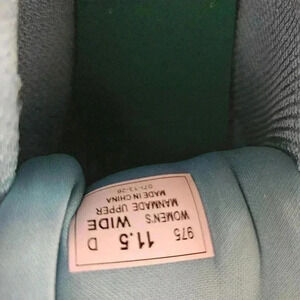 975 11.5 D
WOMEN'S WIDE
MANMADE UPPER
MADE IN CHINA